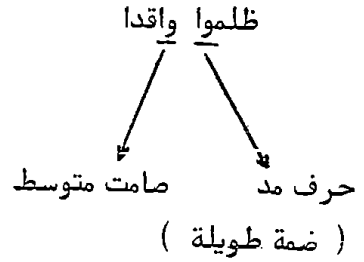 ظلموا واقدا
حرف مد صامت متوسط
( ضمة طويلة )